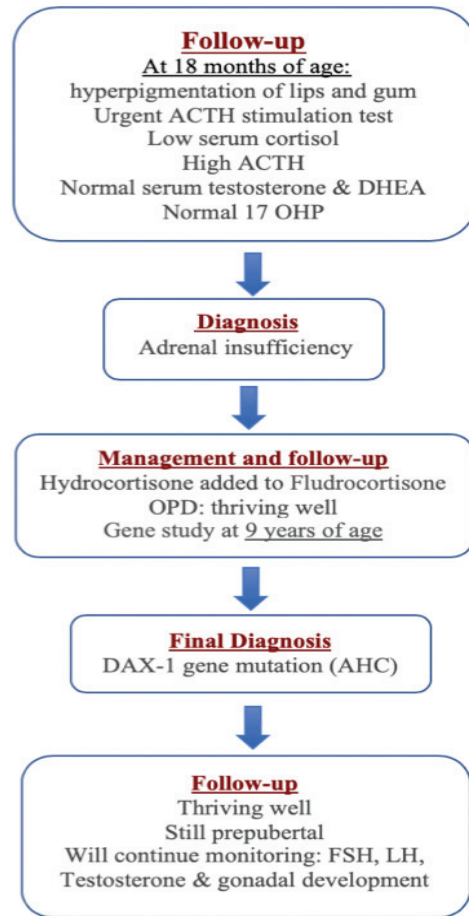 Follow-up
At 18 months of age:
hyperpigmentation of lips and gum
Urgent ACTH stimulation test
Low serum cortisol
High ACTH
Normal serum testosterone & DHEA
Normal 17 OHP
Diagnosis
Adrenal insufficiency
Management and follow-up
Hydrocortisone added to Fludrocortisone
OPD: thriving well
Gene study at 9 years of age
Final Diagnosis
DAX-1 gene mutation (AHC)
Follow-up
Thriving well
Still prepubertal
Will continue monitoring: FSH, LH,
Testosterone & gonadal development